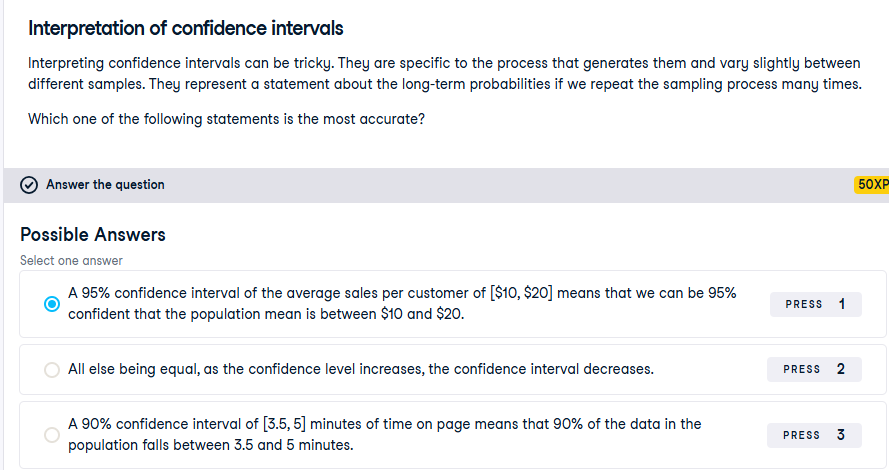 Interpretation of confidence intervals
Interpreting confidence intervals can be tricky. They are specific to the process that generates them and vary slightly between
different samples. They represent a statement about the long-term probabilities if we repeat the sampling process many times.
Which one of the following statements is the most accurate?
Answer the question
50XP
Possible Answers
Select one answer
A 95% confidence interval of the average sales per customer of [$10, $20] means that we can be 95%
confident that the population mean is between $10 and $20.
PRESS 1
All else being equal, as the confidence level increases, the confidence interval decreases.
PRESS 2
A 90% confidence interval of [3.5, 5] minutes of time on page means that 90% of the data in the
population falls between 3.5 and 5 minutes.
PRESS 3